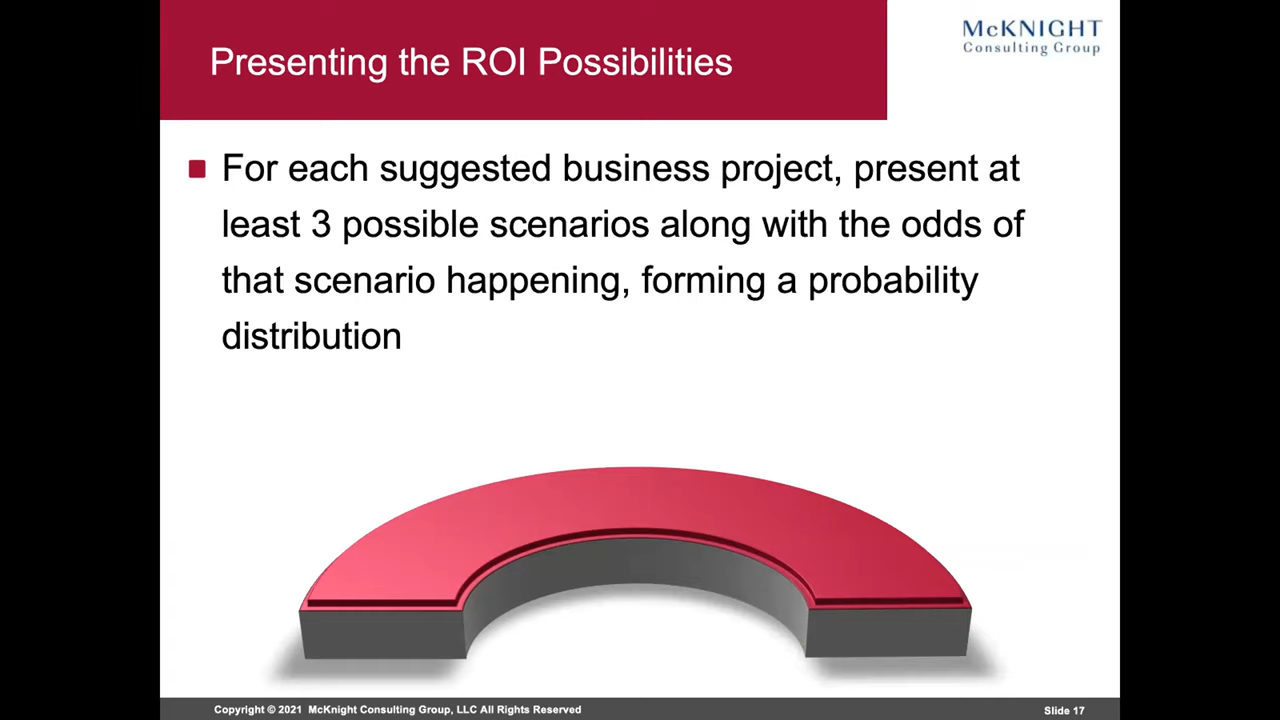 Presenting the ROI Possibilities
McKNIGHT
Consulting Group
For each suggested business project, present at
least 3 possible scenarios along with the odds of
that scenario happening, forming a probability
distribution
Copyright © 2021 McKnight Consulting Group, LLC All Rights Reserved
Slide 17